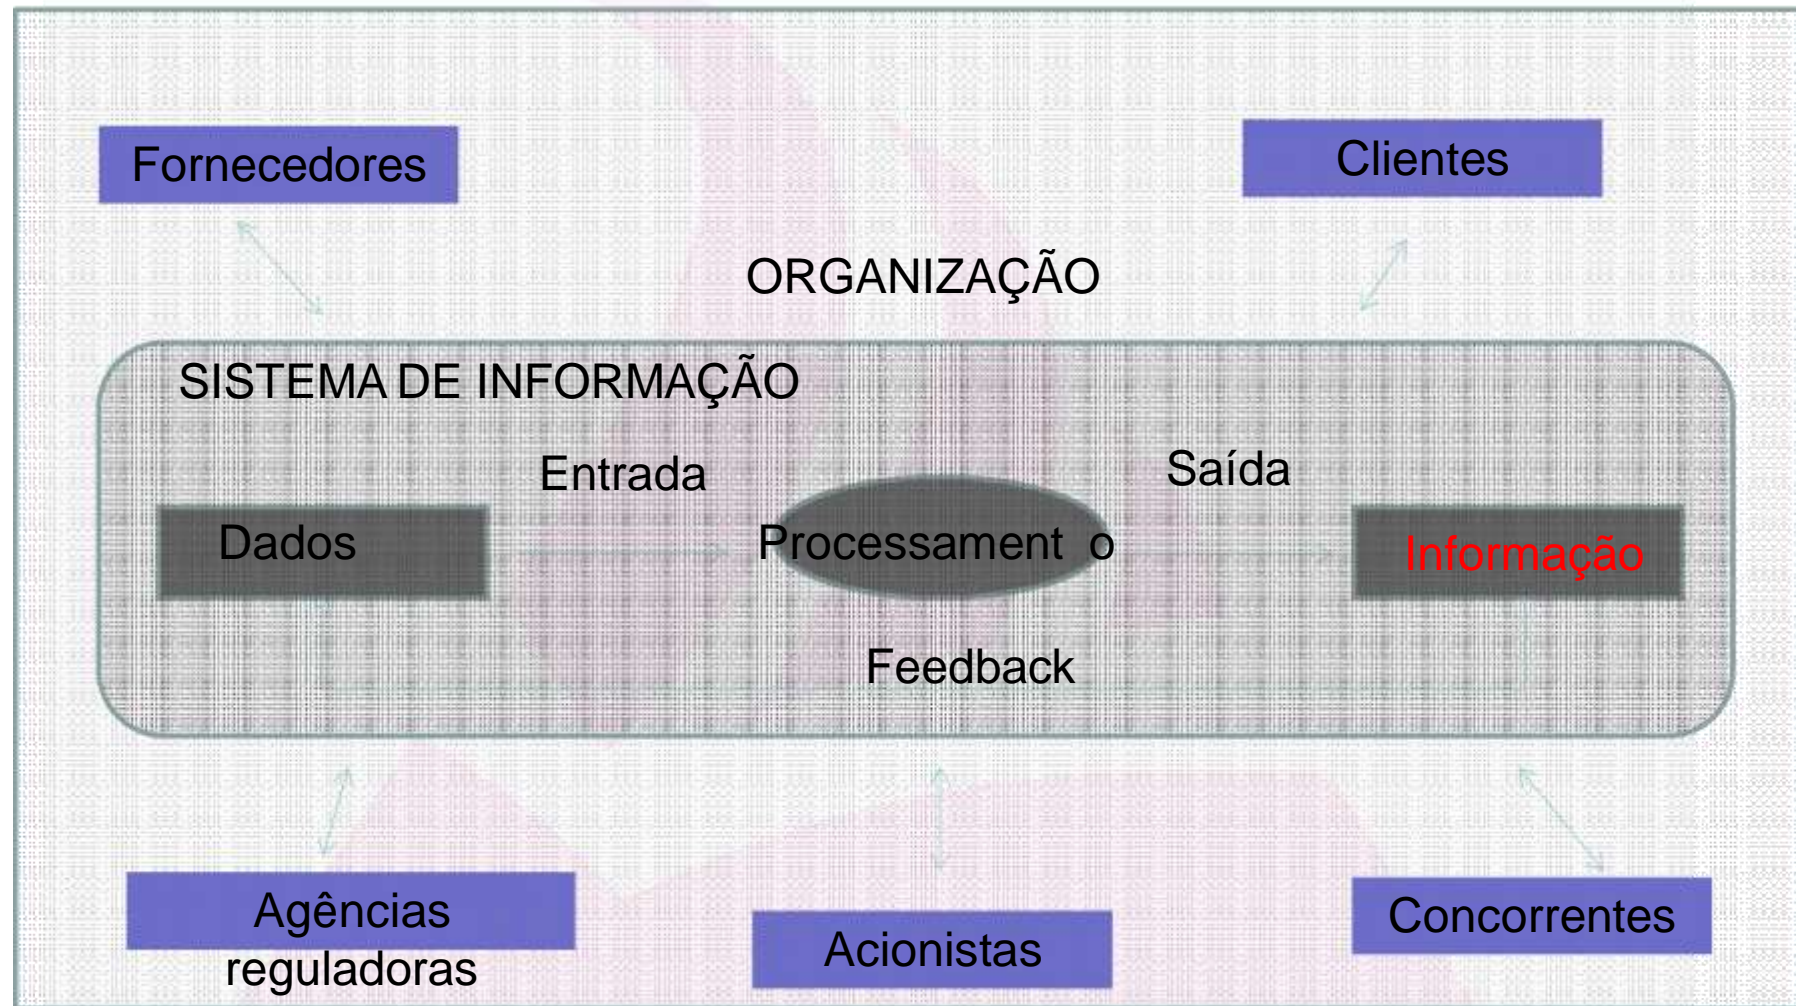 Fornecedores
Clientes
ORGANIZAÇÃO
SISTEMA DE INFORMAÇÃO
Entrada
Saída
Dados
Processament o
Informação
Feedback
Agências
reguladoras
Acionistas
Concorrentes